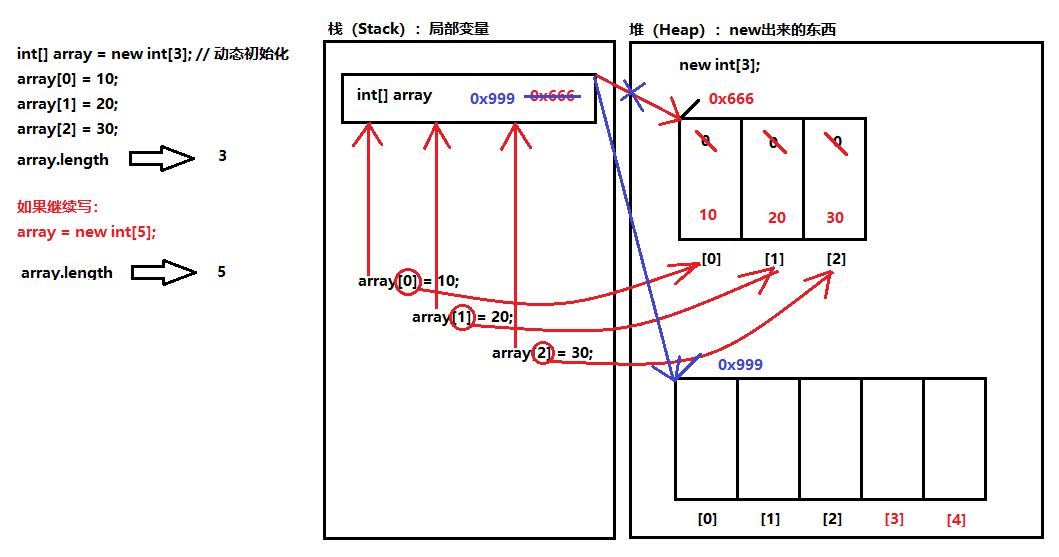 int[] array = new int[3]; // 动态初始化
array[0] = 10;
array[1] = 20;
array[2] = 30;
array.length
3
如果继续写：
array = new int[5];
array.length
5
栈（Stack）：局部变量
int[] array
0x999
0x666
array[0] = 10;
array[1] = 20;
array[2] = 30;
堆（Heap）：new出来的东西
new int[3];
0x666
0 0 0
10 20 30
[0] [1] [2]
0x999
[0] [1] [2] [3] [4]